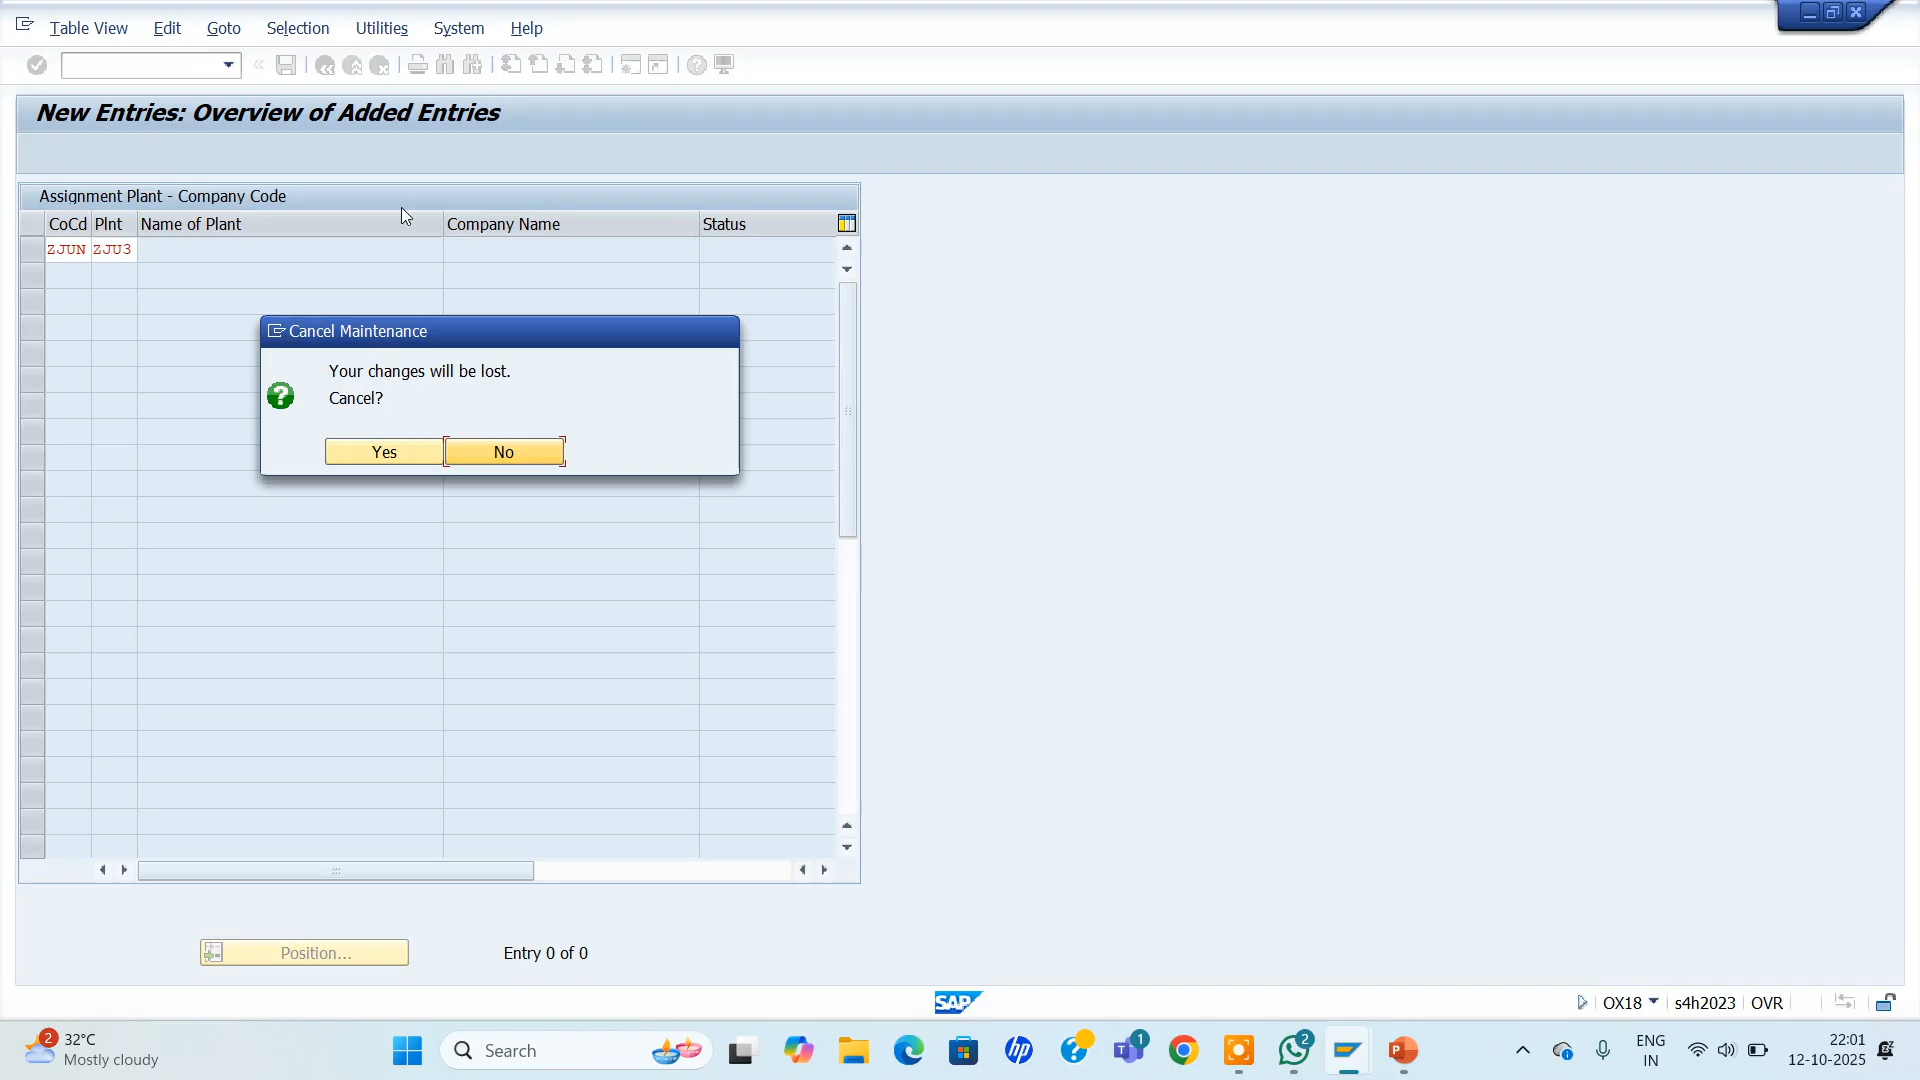 Table View Edit Goto Selection Utilities System Help
New Entries: Overview of Added Entries
Assignment Plant - Company Code
CoCd Plnt Name of Plant Company Name Status
ZJUN ZJU3
Cancel Maintenance
Your changes will be lost.
Cancel?
Yes No
Position... Entry 0 of 0
SAP
OX18 s4h2023 OVR
2 32°C
Mostly cloudy
Search
1
2
ENG
IN
22:01
12-10-2025